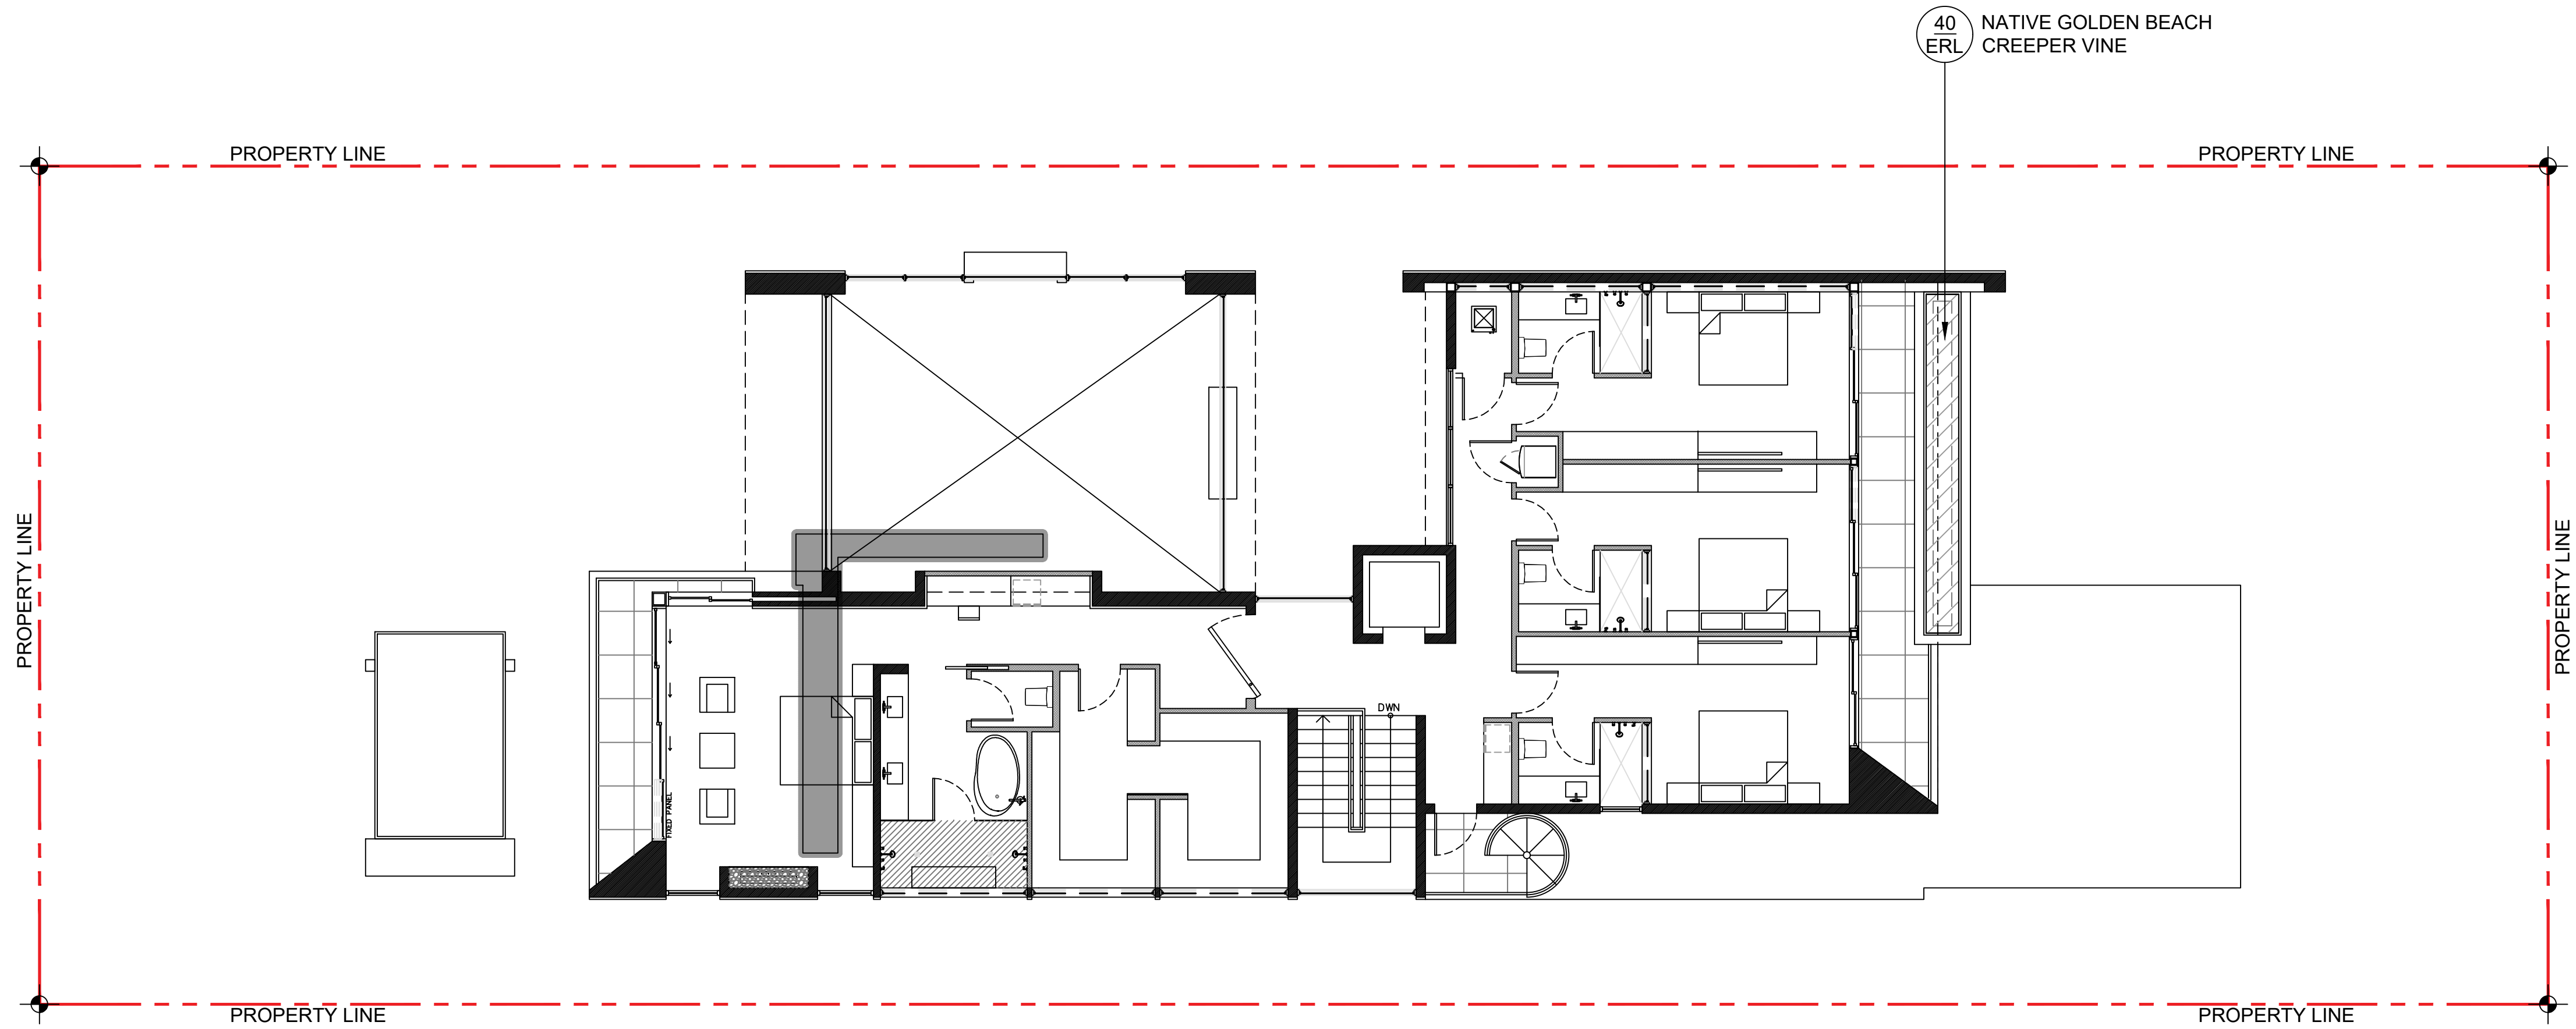 40
ERL
NATIVE GOLDEN BEACH
CREEPER VINE
PROPERTY LINE
PROPERTY LINE
PROPERTY LINE
PROPERTY LINE
DWN
FIXED PANEL
PROPERTY LINE
PROPERTY LINE